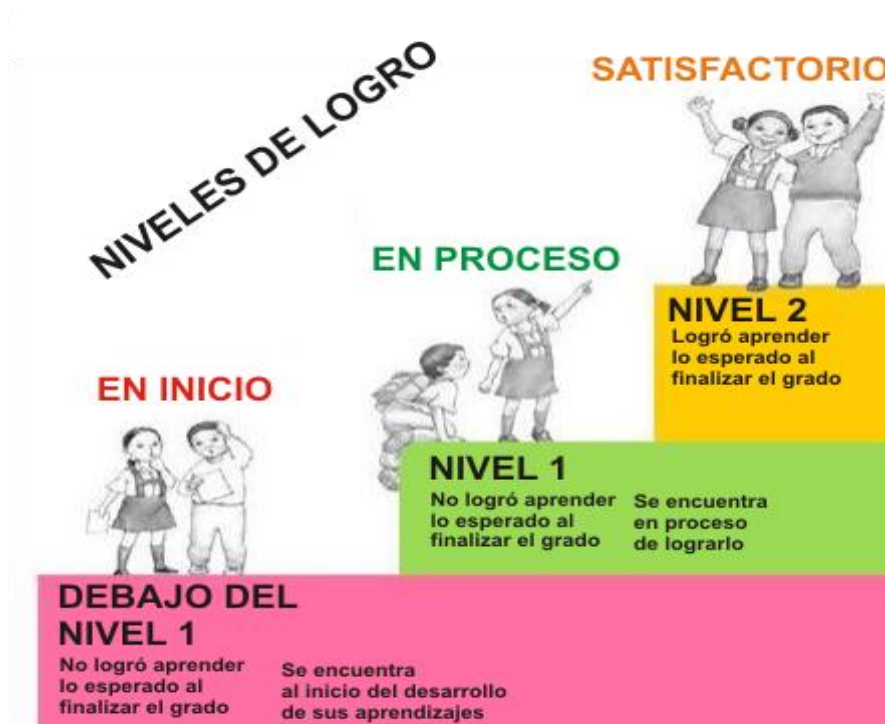 NIVELES DE LOGRO
SATISFACTORIO
NIVEL 2
Logró aprender
lo esperado al
finalizar el grado
EN PROCESO
NIVEL 1
No logró aprender
lo esperado al
finalizar el grado
Se encuentra
en proceso
de lograrlo
EN INICIO
DEBAJO DEL
NIVEL 1
No logró aprender
lo esperado al
finalizar el grado
Se encuentra
al inicio del desarrollo
de sus aprendizajes